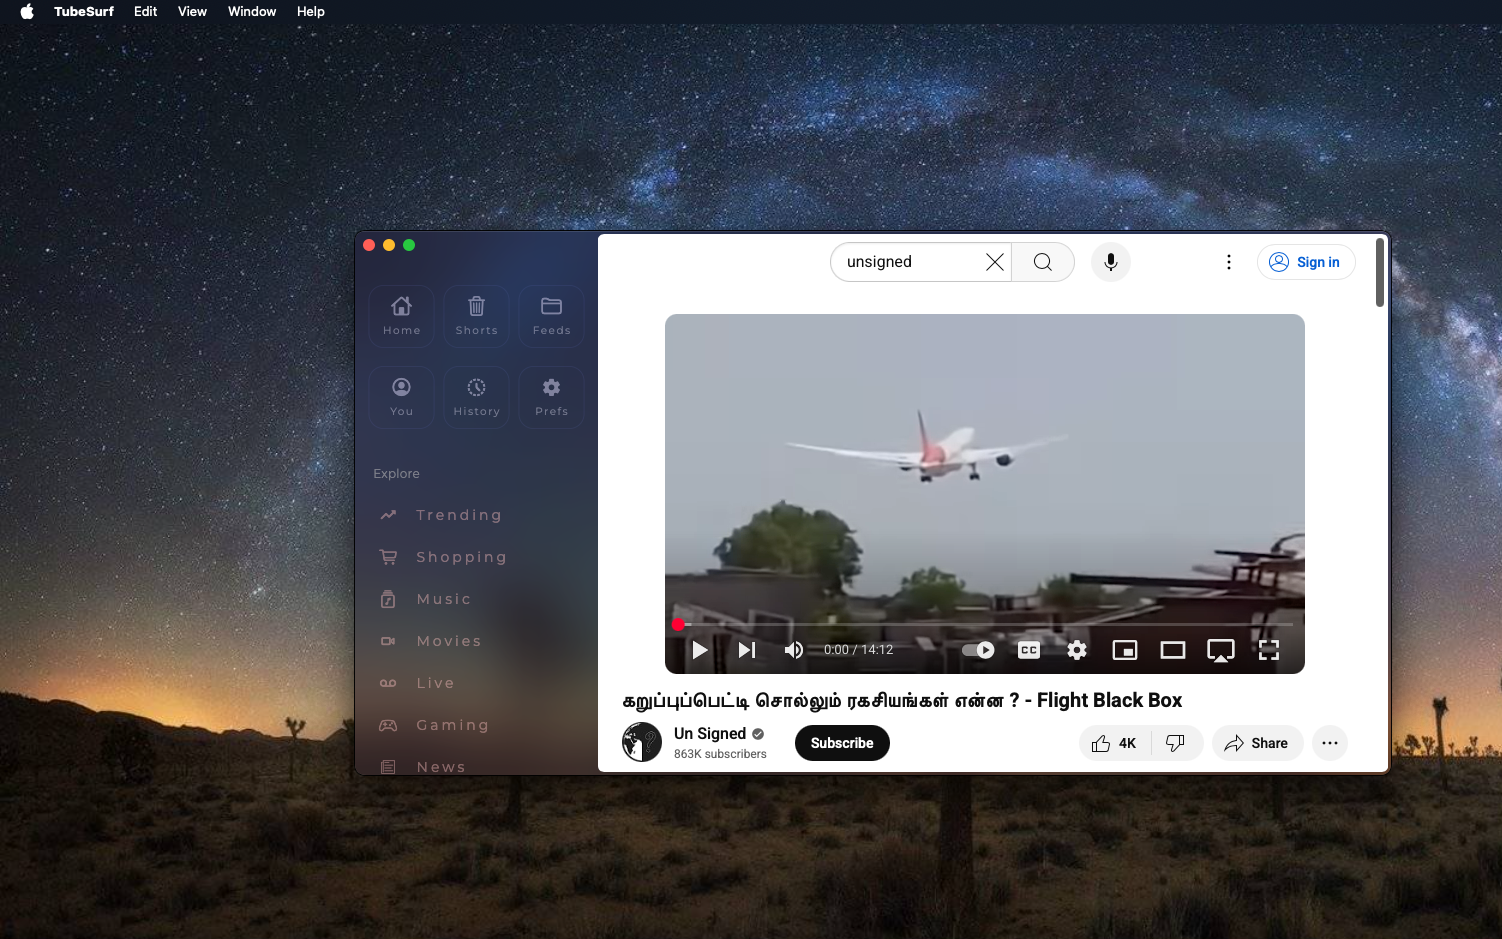 TubeSurf Edit View Window Help
unsigned
Sign in
Home Shorts Feeds
You History Prefs
Explore
Trending
Shopping
Music
Movies
Live
Gaming
News
0:00 / 14:12
CC
கறுப்புப்பெட்டி சொல்லும் ரகசியங்கள் என்ன ? - Flight Black Box
Un Signed
863K subscribers
Subscribe
4K
Share